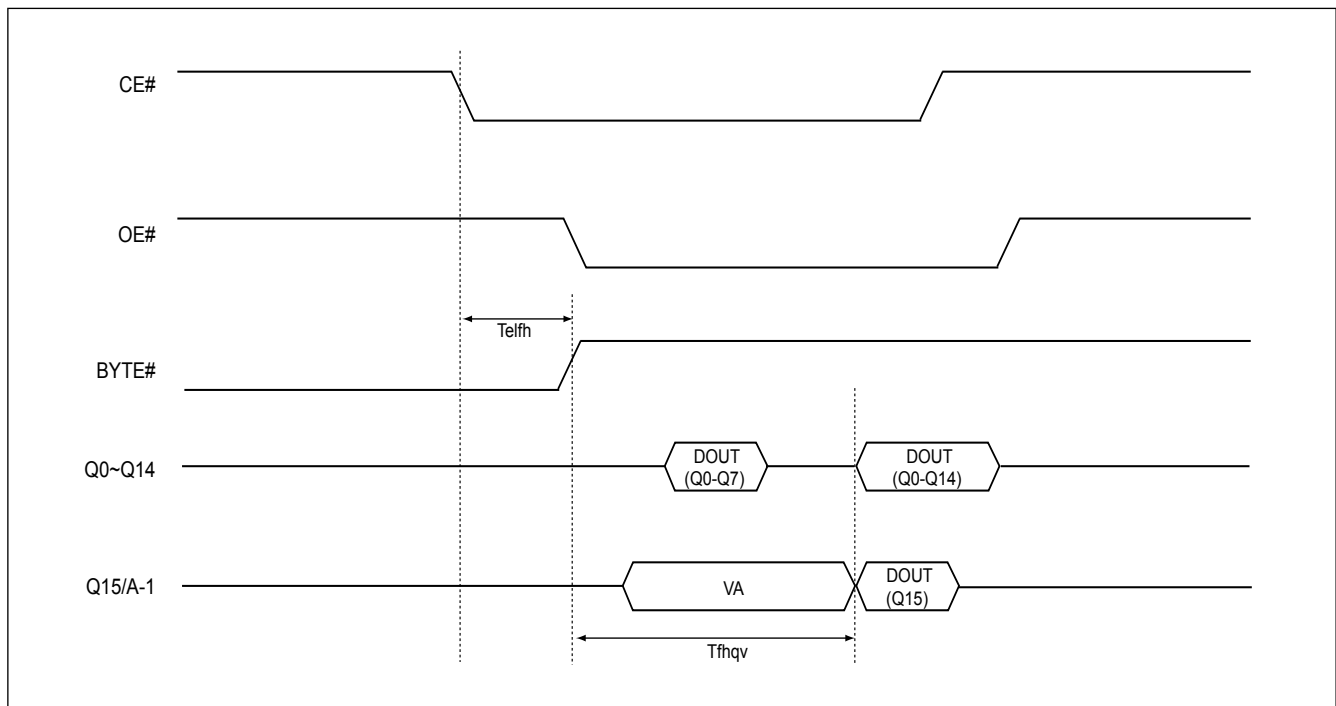 CE#
OE#
Telfh
BYTE#
Q0~Q14
DOUT
(Q0-Q7)
DOUT
(Q0-Q14)
Q15/A-1
VA
DOUT
(Q15)
Tfhqv